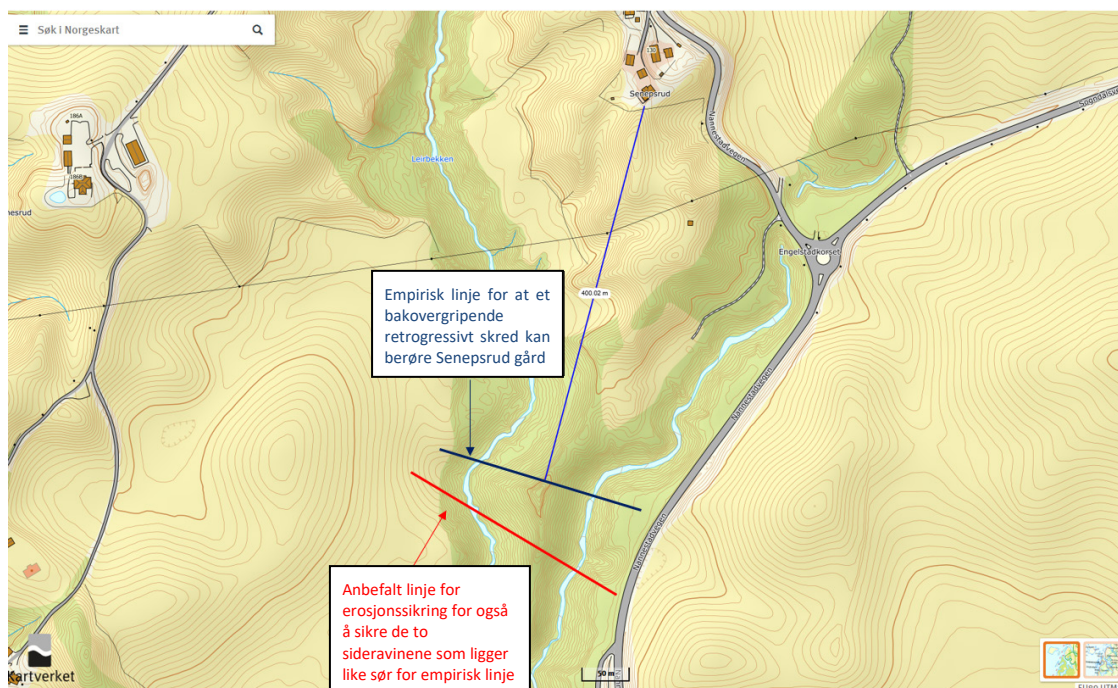 Søk i Norgeskart
130
Senepsrud
186A
186B
nesrud
Leirbekken
Nannestadvegen
Sogndalsv
Engelstadkorset
400.02 m
Empirisk linje for at et
bakovergripende
retrogressivt skred kan
berøre Senepsrud gård
Nannestadvegen
Nannestadvegen
Anbefalt linje for
erosjonssikring for også
å sikre de to
sideravinene som ligger
like sør for empirisk linje
50 m
Kartverket